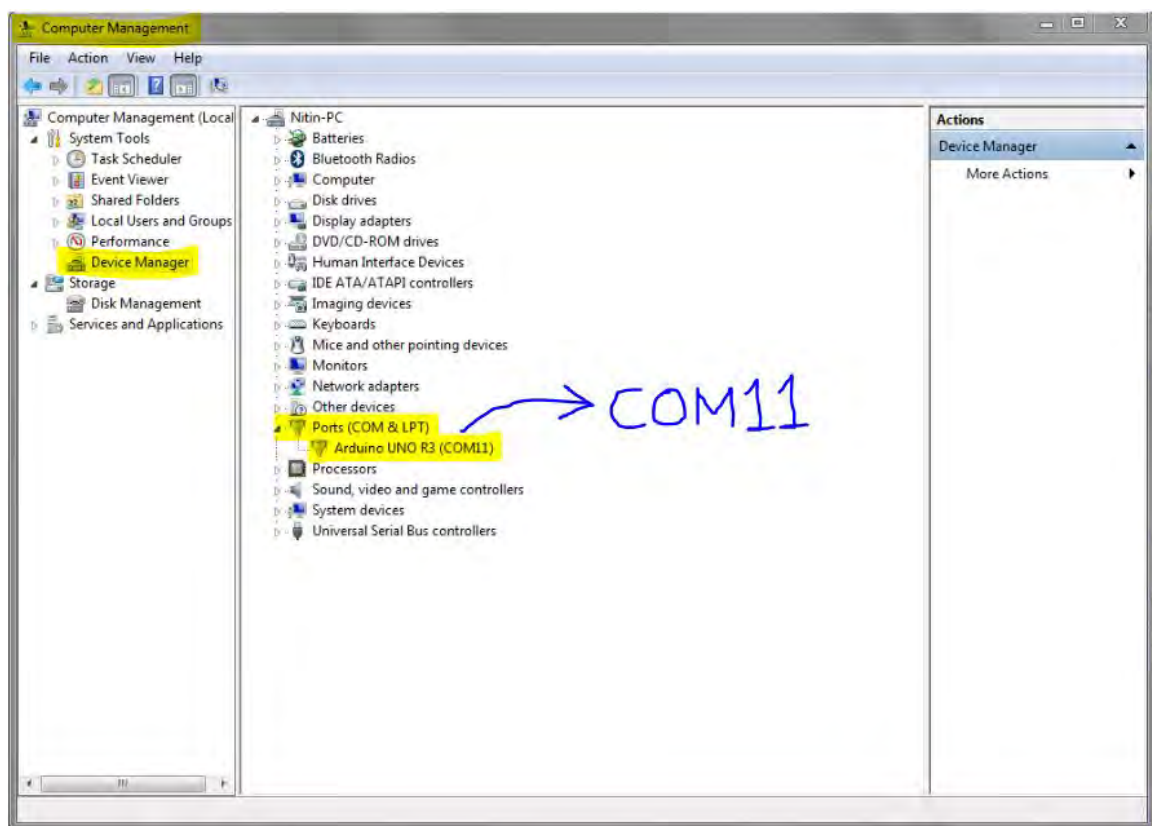 Computer Management
File Action View Help
Computer Management (Local
System Tools
Task Scheduler
Event Viewer
Shared Folders
Local Users and Groups
Performance
Device Manager
Storage
Disk Management
Services and Applications
Nitin-PC
Batteries
Bluetooth Radios
Computer
Disk drives
Display adapters
DVD/CD-ROM drives
Human Interface Devices
IDE ATA/ATAPI controllers
Imaging devices
Keyboards
Mice and other pointing devices
Monitors
Network adapters
Other devices
Ports (COM & LPT)
Arduino UNO R3 (COM11)
Processors
Sound, video and game controllers
System devices
Universal Serial Bus controllers
COM11
Actions
Device Manager
More Actions